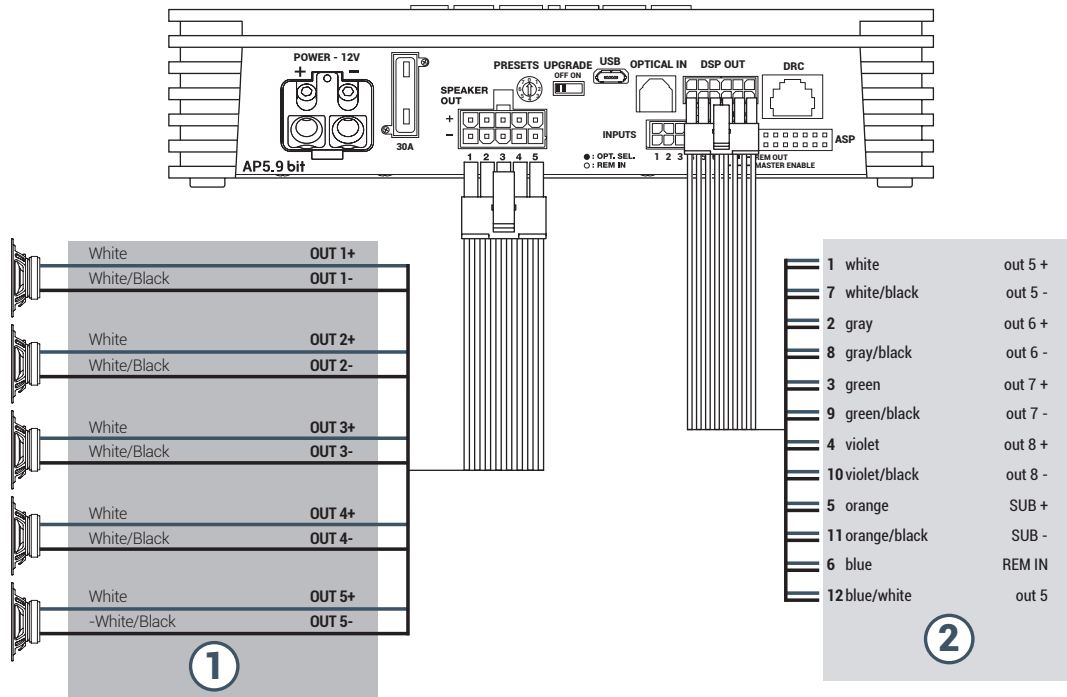 POWER - 12V
+ −
30A
AP5.9 bit
SPEAKER
OUT
+
−
1 2 3 4 5
PRESETS UPGRADE USB OPTICAL IN DSP OUT DRC
OFF ON
INPUTS
ASP
● : OPT. SEL.
○ : REM IN
1 2 3
REM OUT
MASTER ENABLE
White OUT 1+
White/Black OUT 1-
White OUT 2+
White/Black OUT 2-
White OUT 3+
White/Black OUT 3-
White OUT 4+
White/Black OUT 4-
White OUT 5+
-White/Black OUT 5-
1
1 white out 5 +
7 white/black out 5 -
2 gray out 6 +
8 gray/black out 6 -
3 green out 7 +
9 green/black out 7 -
4 violet out 8 +
10 violet/black out 8 -
5 orange SUB +
11 orange/black SUB -
6 blue REM IN
12 blue/white out 5
2